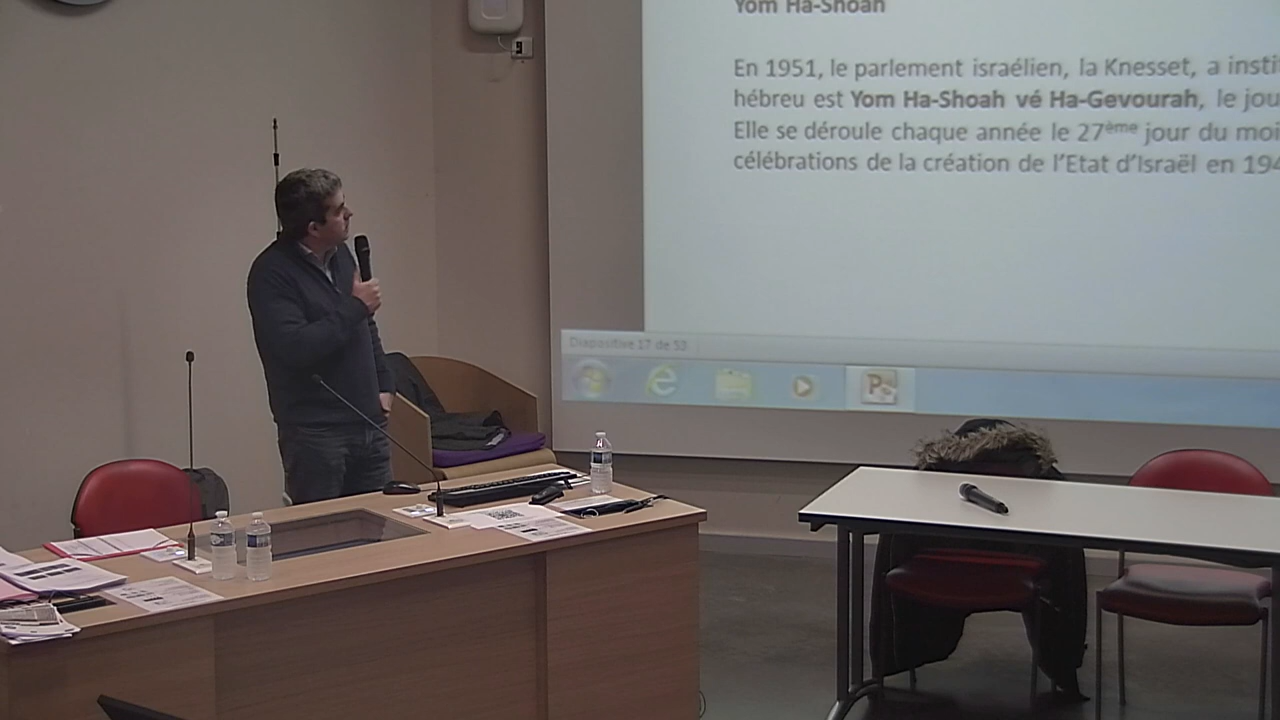 Yom Ha-Shoah
En 1951, le parlement israélien, la Knesset, a insti
hébreu est Yom Ha-Shoah vé Ha-Gevourah, le jou
Elle se déroule chaque année le 27ème jour du moi
célébrations de la création de l'Etat d'Israël en 194
Diapositive 17 de 53